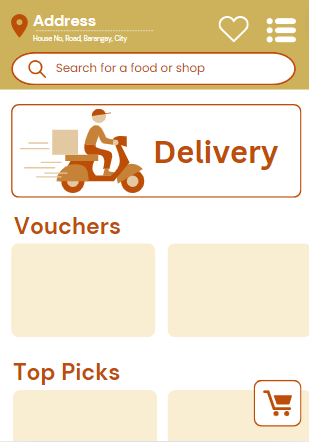 Address
House No, Road, Barangay, City
Search for a food or shop
Delivery
Vouchers
Top Picks